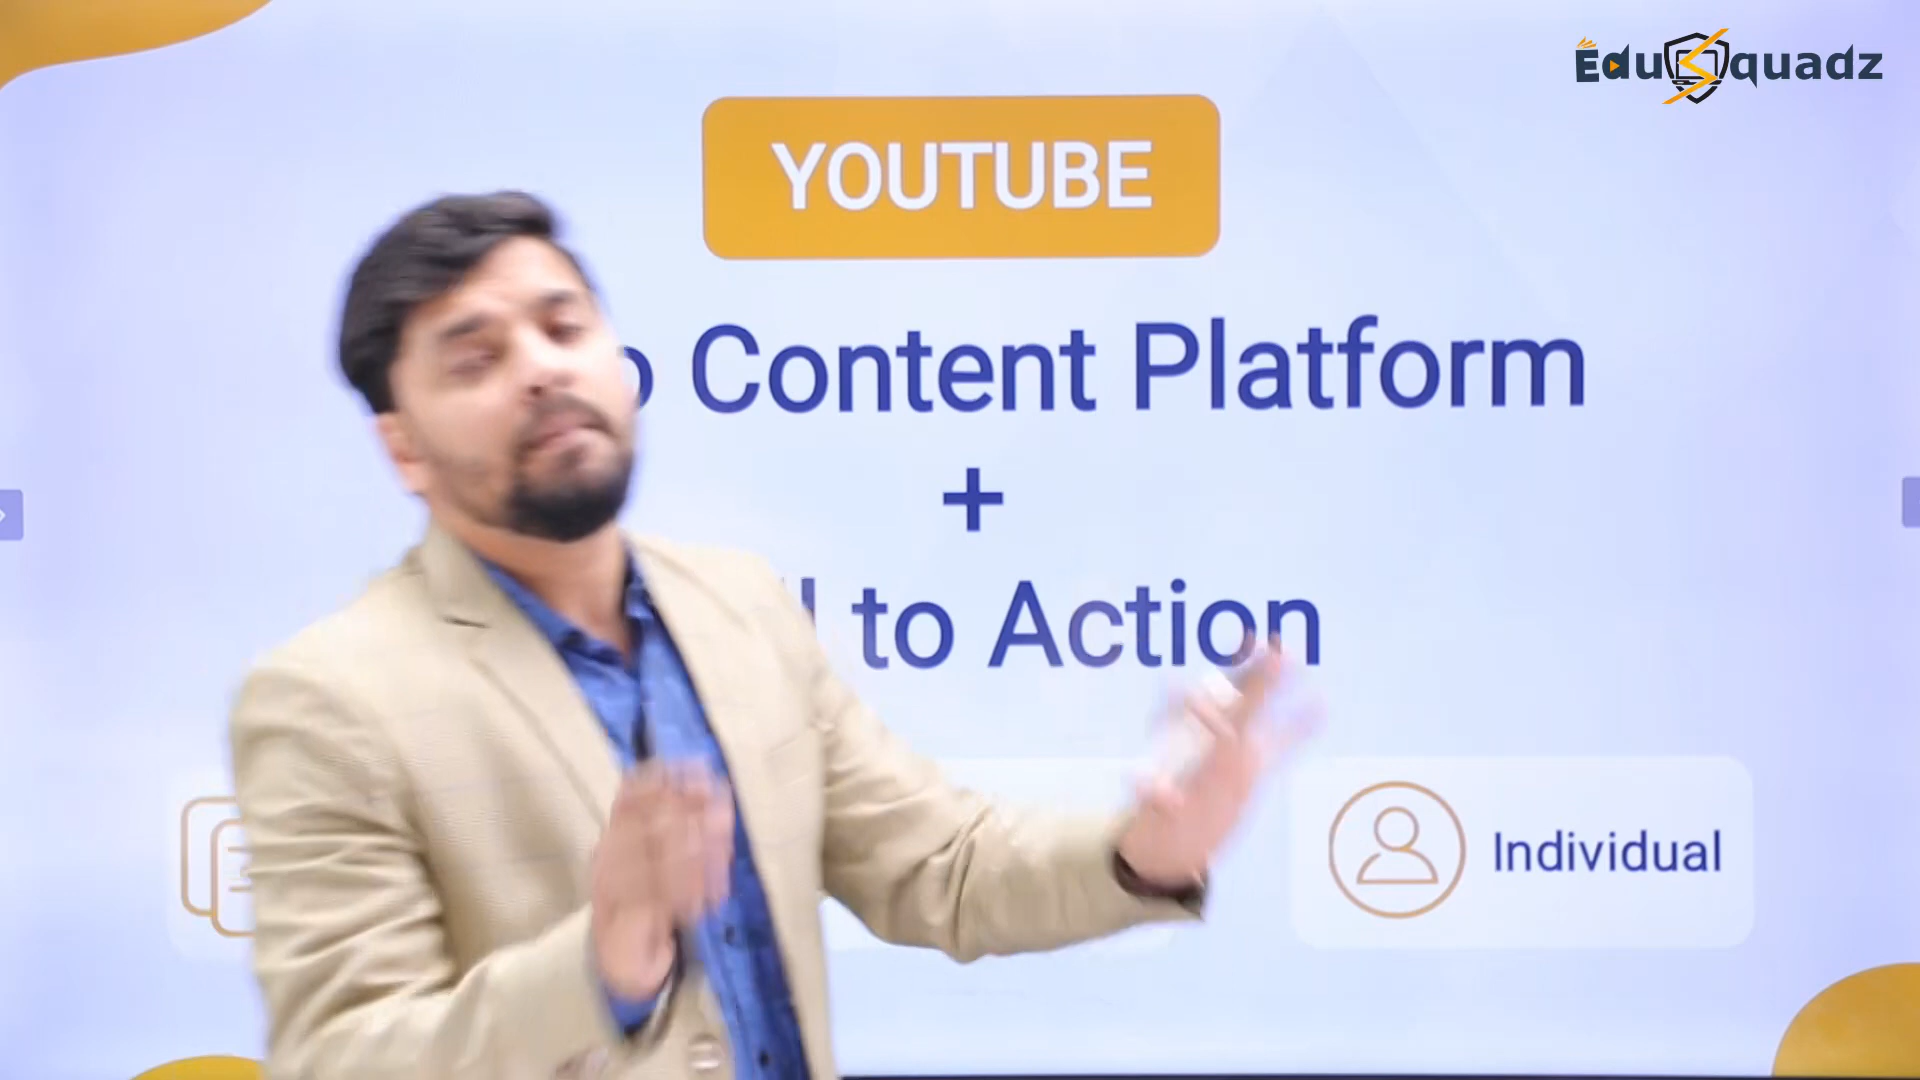 EduSquadz
YOUTUBE
Content Platform
+
to Action
Individual